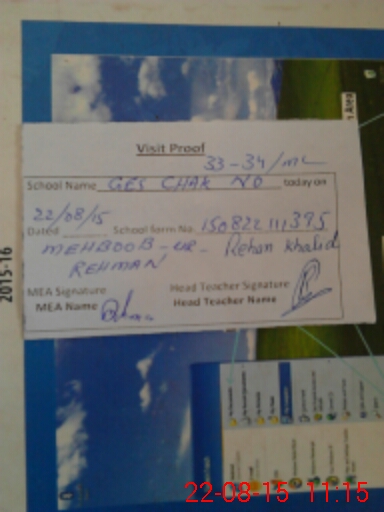 Visit Proof
33-34/ML
School Name GES CHAK NO today on
22/08/15
Dated School form No. 150822111395
MEHBOOB-UR- Rehan Khalid
REHMAN
MEA Signature Head Teacher Signature
MEA Name Head Teacher Name
2015-16
22-08-15 11:15